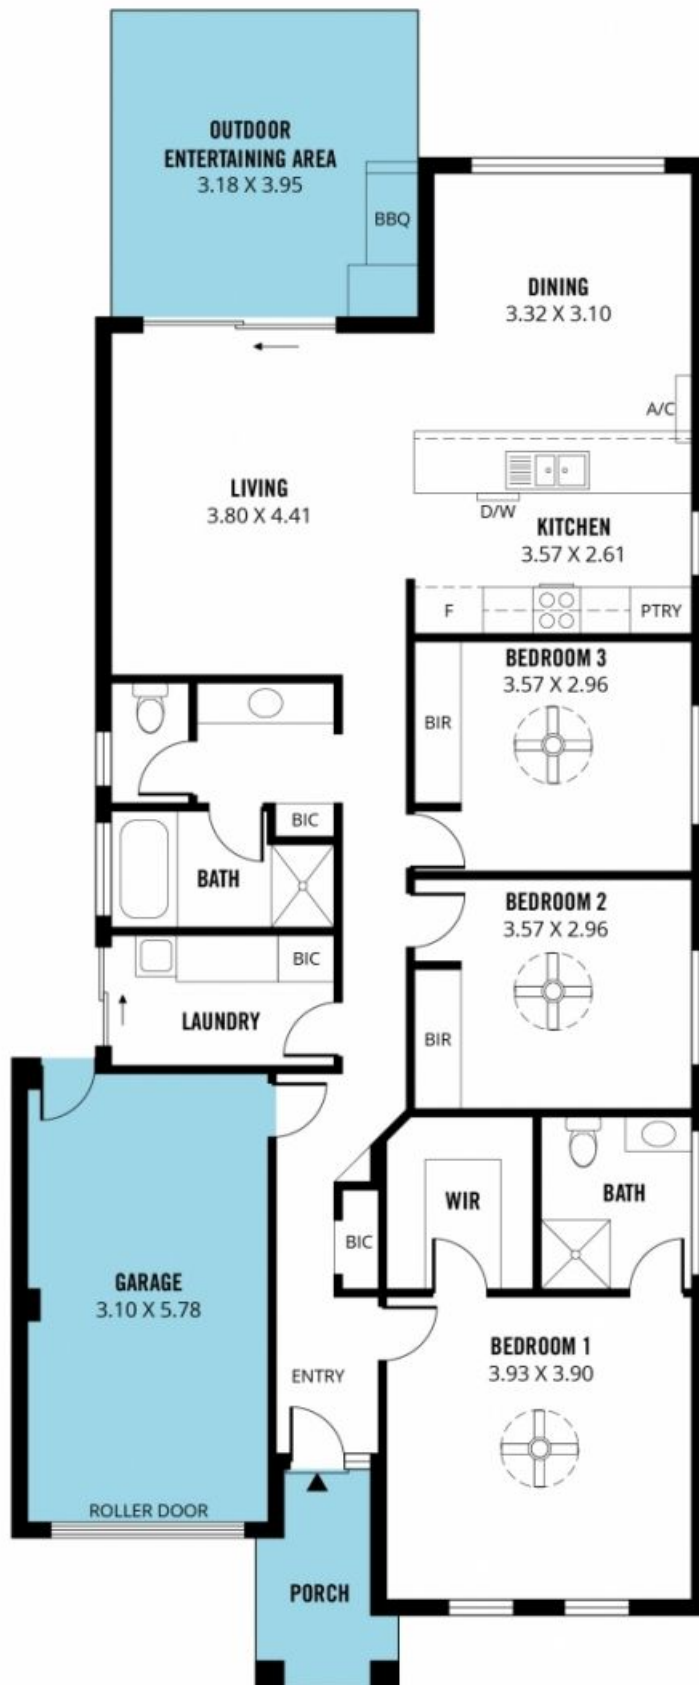 OUTDOOR
ENTERTAINING AREA
3.18 X 3.95
BBQ
DINING
3.32 X 3.10
A/C
LIVING
3.80 X 4.41
D/W
KITCHEN
3.57 X 2.61
F
PTRY
BEDROOM 3
3.57 X 2.96
BIR
BIC
BATH
BEDROOM 2
3.57 X 2.96
BIR
BIC
LAUNDRY
WIR
BATH
BIC
GARAGE
3.10 X 5.78
BEDROOM 1
3.93 X 3.90
ENTRY
ROLLER DOOR
PORCH